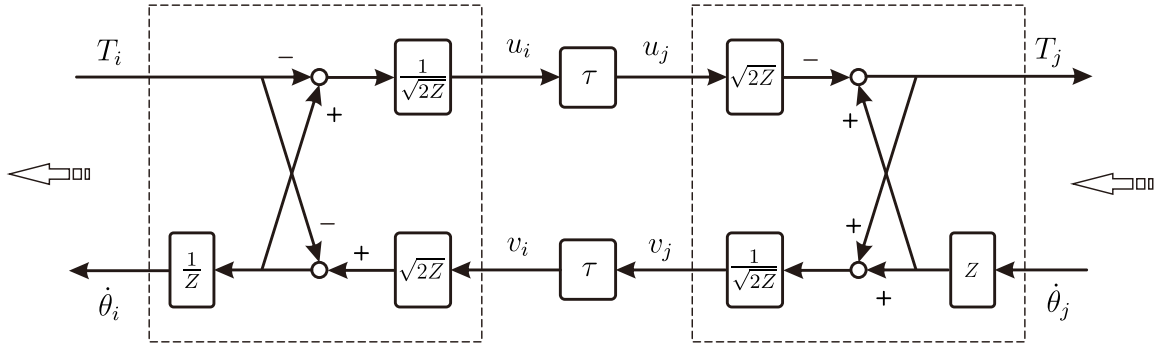 T_i − 1/√2Z u_i τ u_j √2Z − T_j
+ +
− +
1/Z + √2Z v_i τ v_j 1/√2Z + Z
θ̇_i θ̇_j